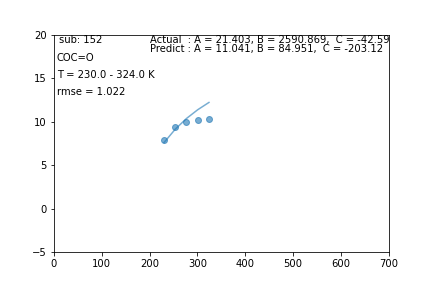 sub: 152
Actual : A = 21.403, B = 2590.869, C = -42.59
Predict : A = 11.041, B = 84.951, C = -203.12
COC=O
T = 230.0 - 324.0 K
rmse = 1.022
20
15
10
5
0
−5
0 100 200 300 400 500 600 700